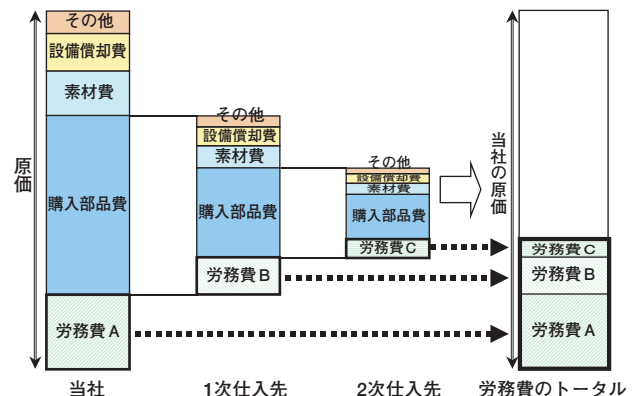 原価
その他
設備償却費
素材費
購入部品費
労務費A
当社
その他
設備償却費
素材費
購入部品費
労務費B
1次仕入先
その他
設備償却費
素材費
購入部品費
労務費C
2次仕入先
当社の原価
労務費C
労務費B
労務費A
労務費のトータル